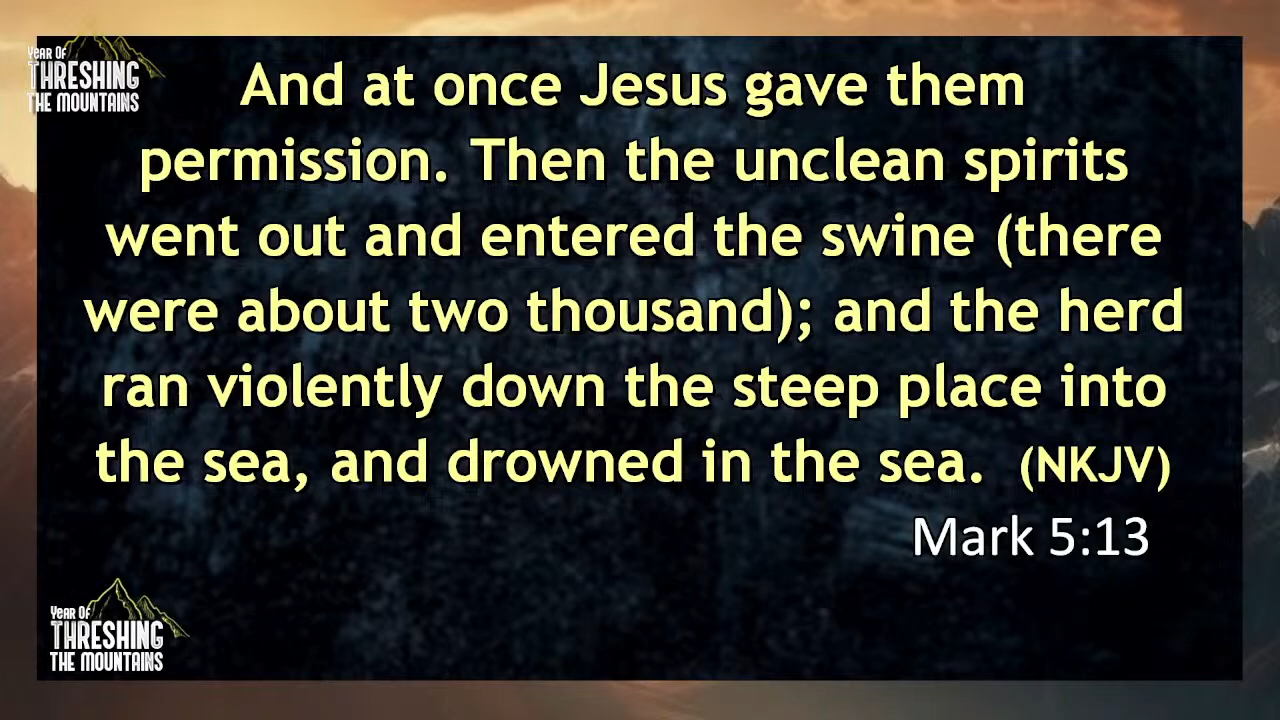 Year Of
THRESHING
THE MOUNTAINS
And at once Jesus gave them
permission. Then the unclean spirits
went out and entered the swine (there
were about two thousand); and the herd
ran violently down the steep place into
the sea, and drowned in the sea. (NKJV)
Mark 5:13
Year Of
THRESHING
THE MOUNTAINS